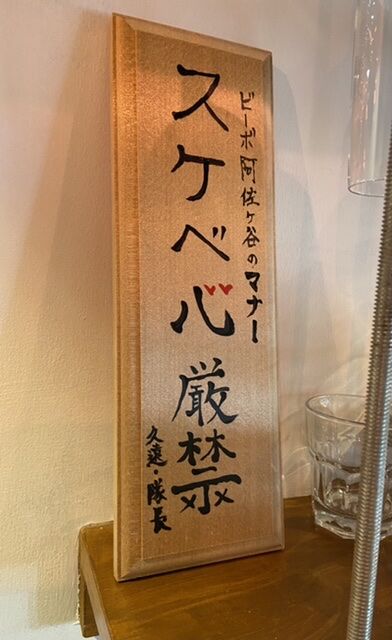 ビーボ阿佐ヶ谷のマナー
スケベ心厳禁
久遠・隊長